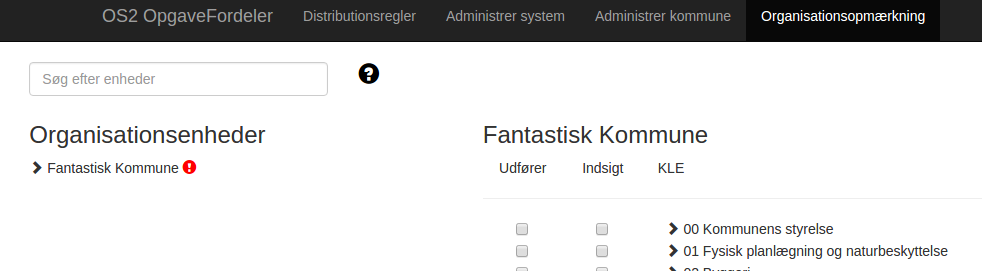 OS2 OpgaveFordeler Distributionsregler Administrer system Administrer kommune Organisationsopmærkning
Søg efter enheder
Organisationsenheder
Fantastisk Kommune
Fantastisk Kommune
Udfører Indsigt KLE
00 Kommunens styrelse
01 Fysisk planlægning og naturbeskyttelse